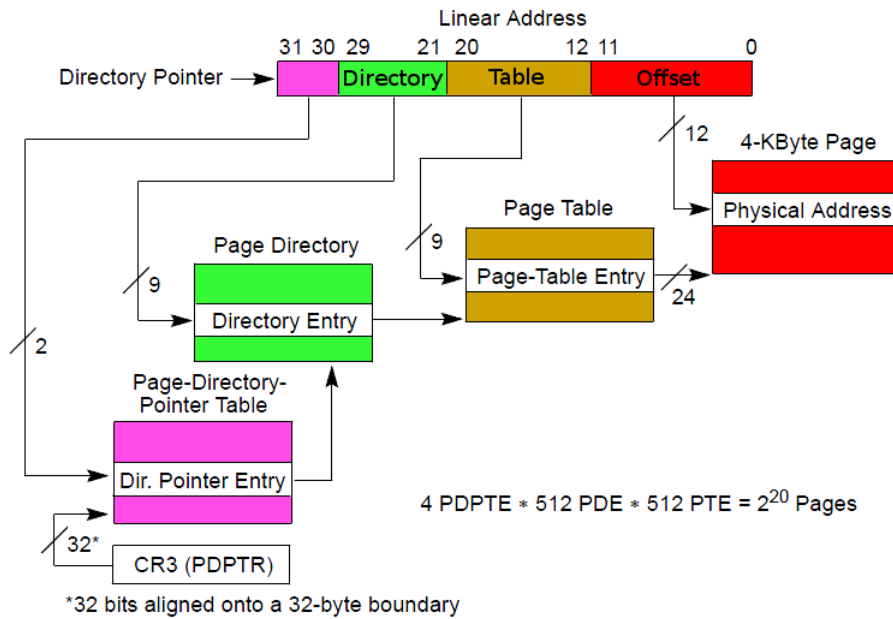 Linear Address
31 30 29 21 20 12 11 0
Directory Pointer
Directory
Table
Offset
12
4-KByte Page
Physical Address
Page Table
9
Page-Table Entry
24
Page Directory
9
Directory Entry
2
Page-Directory-
Pointer Table
Dir. Pointer Entry
4 PDPTE * 512 PDE * 512 PTE = 2²⁰ Pages
32*
CR3 (PDPTR)
*32 bits aligned onto a 32-byte boundary